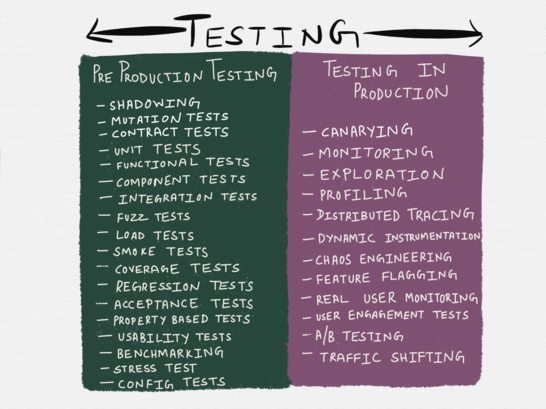 TESTING
PRE PRODUCTION TESTING
- SHADOWING
- MUTATION TESTS
- CONTRACT TESTS
- UNIT TESTS
- FUNCTIONAL TESTS
- COMPONENT TESTS
- INTEGRATION TESTS
- FUZZ TESTS
- LOAD TESTS
- SMOKE TESTS
- COVERAGE TESTS
- REGRESSION TESTS
- ACCEPTANCE TESTS
- PROPERTY BASED TESTS
- USABILITY TESTS
- BENCHMARKING
- STRESS TEST
- CONFIG TESTS
TESTING IN
PRODUCTION
- CANARYING
- MONITORING
- EXPLORATION
- PROFILING
- DISTRIBUTED TRACING
- DYNAMIC INSTRUMENTATION
- CHAOS ENGINEERING
- FEATURE FLAGGING
- REAL USER MONITORING
- USER ENGAGEMENT TESTS
- A/B TESTING
- TRAFFIC SHIFTING